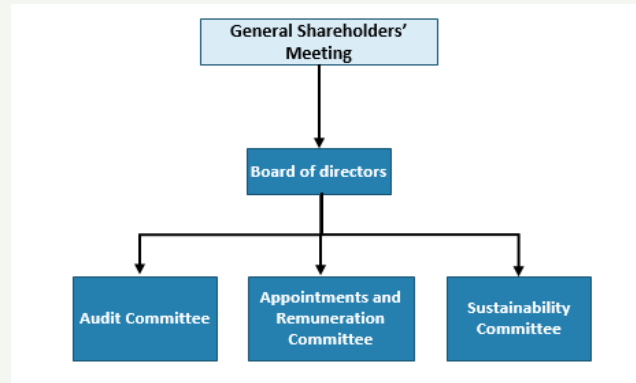 General Shareholders’
Meeting
Board of directors
Audit Committee
Appointments and
Remuneration
Committee
Sustainability
Committee